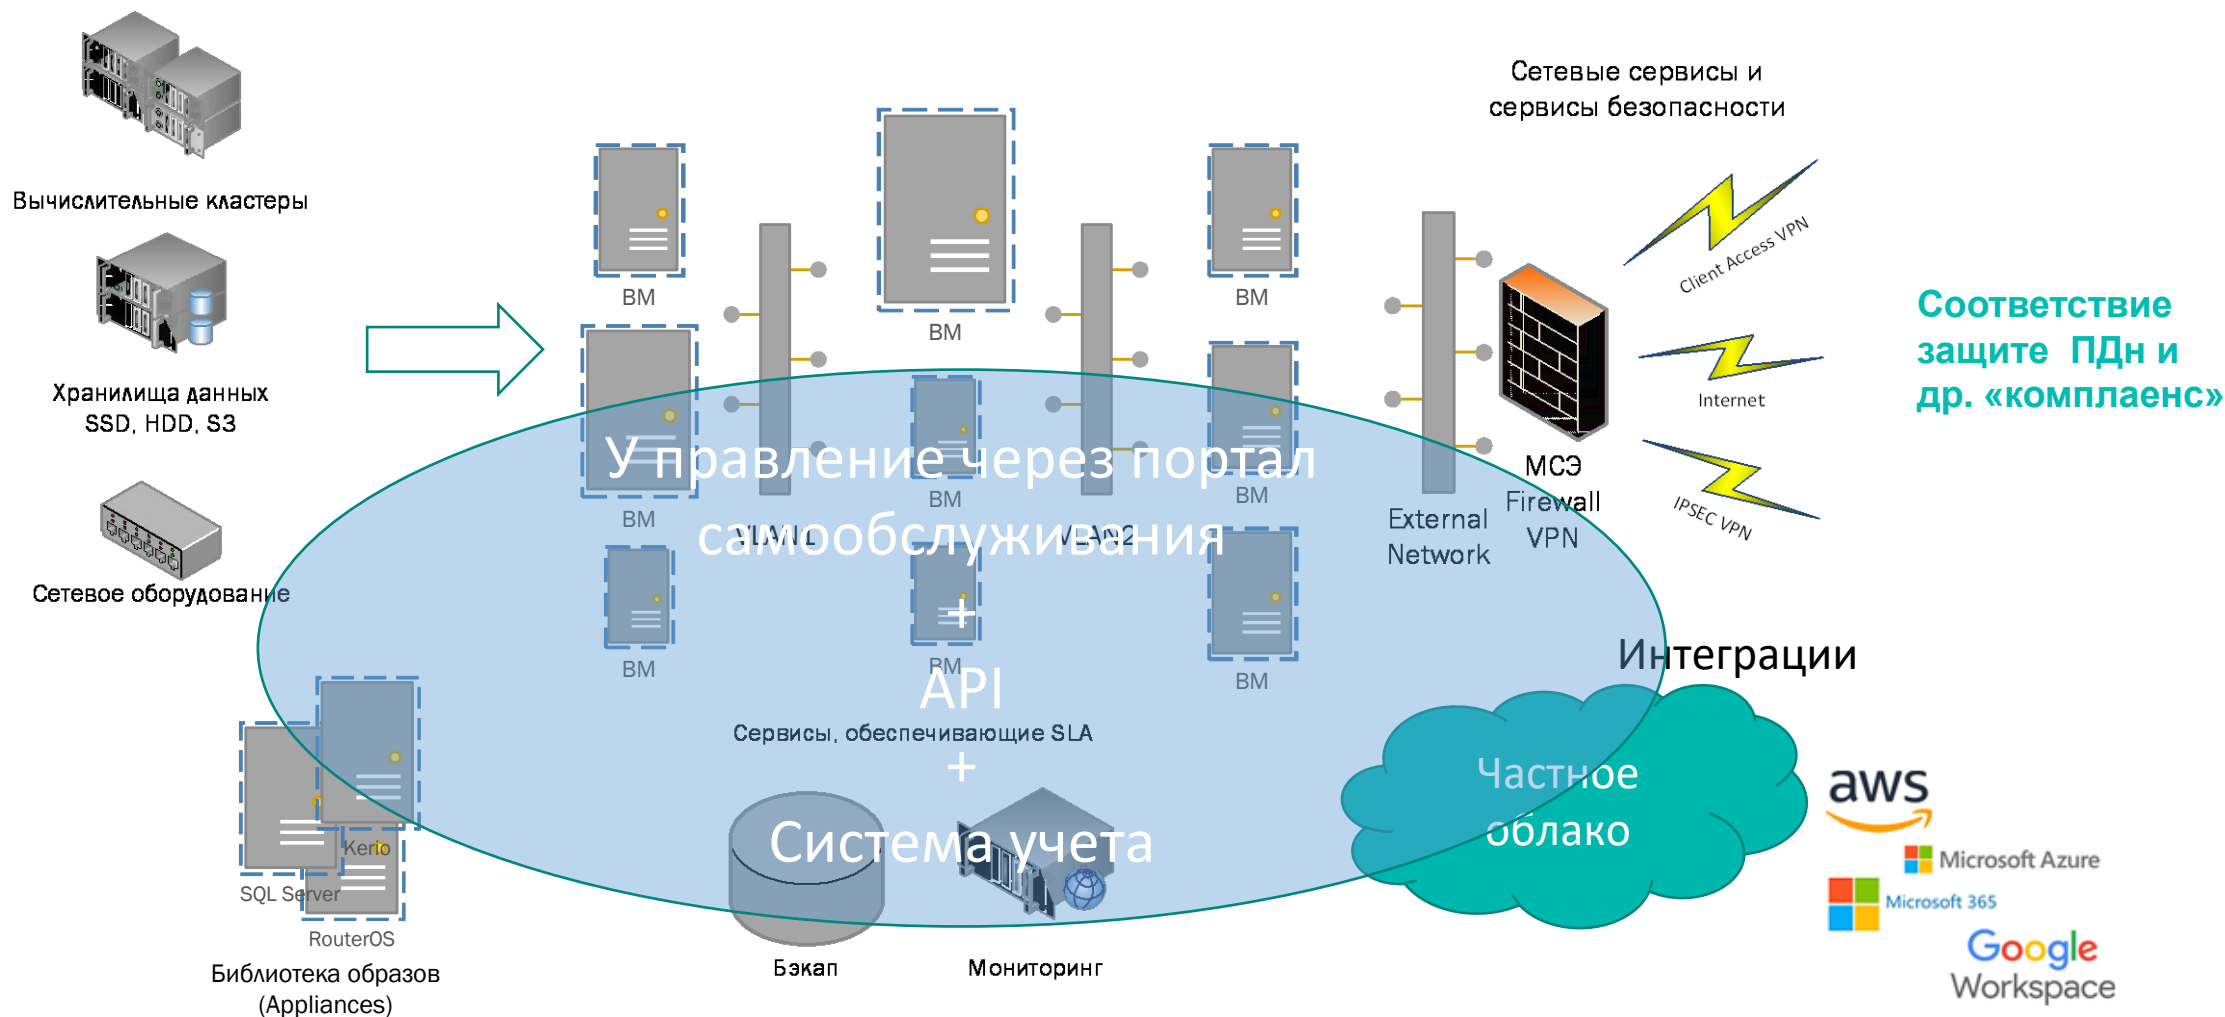 Сетевые сервисы и
сервисы безопасности
Вычислительные кластеры
Client Access VPN
ВМ
ВМ
ВМ
ВМ
Соответствие
защите ПДн и
др. «комплаенс»
Хранилища данных
SSD, HDD, S3
Internet
У правление через портал
самообслуживания
+
API
+
Система учета
МСЭ
Firewall
VPN
IPSEC VPN
ВМ
ВМ
ВМ
VLAN1
VLAN2
External
Network
Сетевое оборудование
ВМ
ВМ
ВМ
Интеграции
Сервисы, обеспечивающие SLA
Частное
облако
aws
Microsoft Azure
Microsoft 365
Google
Workspace
Kerio
SQL Server
RouterOS
Библиотека образов
(Appliances)
Бэкап
Мониторинг